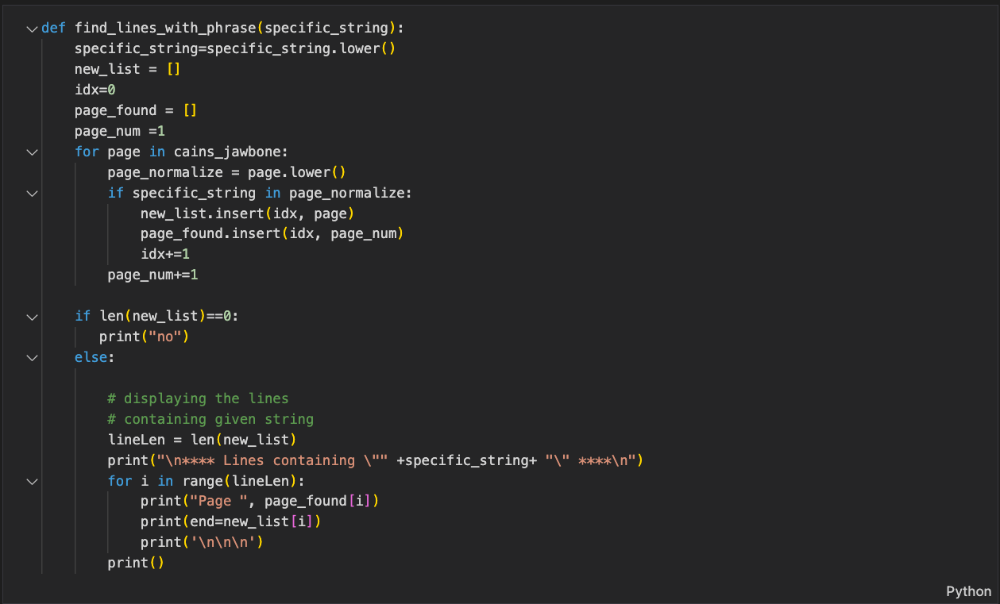 def find_lines_with_phrase(specific_string):
    specific_string=specific_string.lower()
    new_list = []
    idx=0
    page_found = []
    page_num =1
    for page in cains_jawbone:
        page_normalize = page.lower()
        if specific_string in page_normalize:
            new_list.insert(idx, page)
            page_found.insert(idx, page_num)
            idx+=1
        page_num+=1

    if len(new_list)==0:
       print("no")
    else:

        # displaying the lines
        # containing given string
        lineLen = len(new_list)
        print("\n**** Lines containing \"" +specific_string+ "\" ****\n")
        for i in range(lineLen):
            print("Page ", page_found[i])
            print(end=new_list[i])
            print('\n\n\n')
        print()
Python